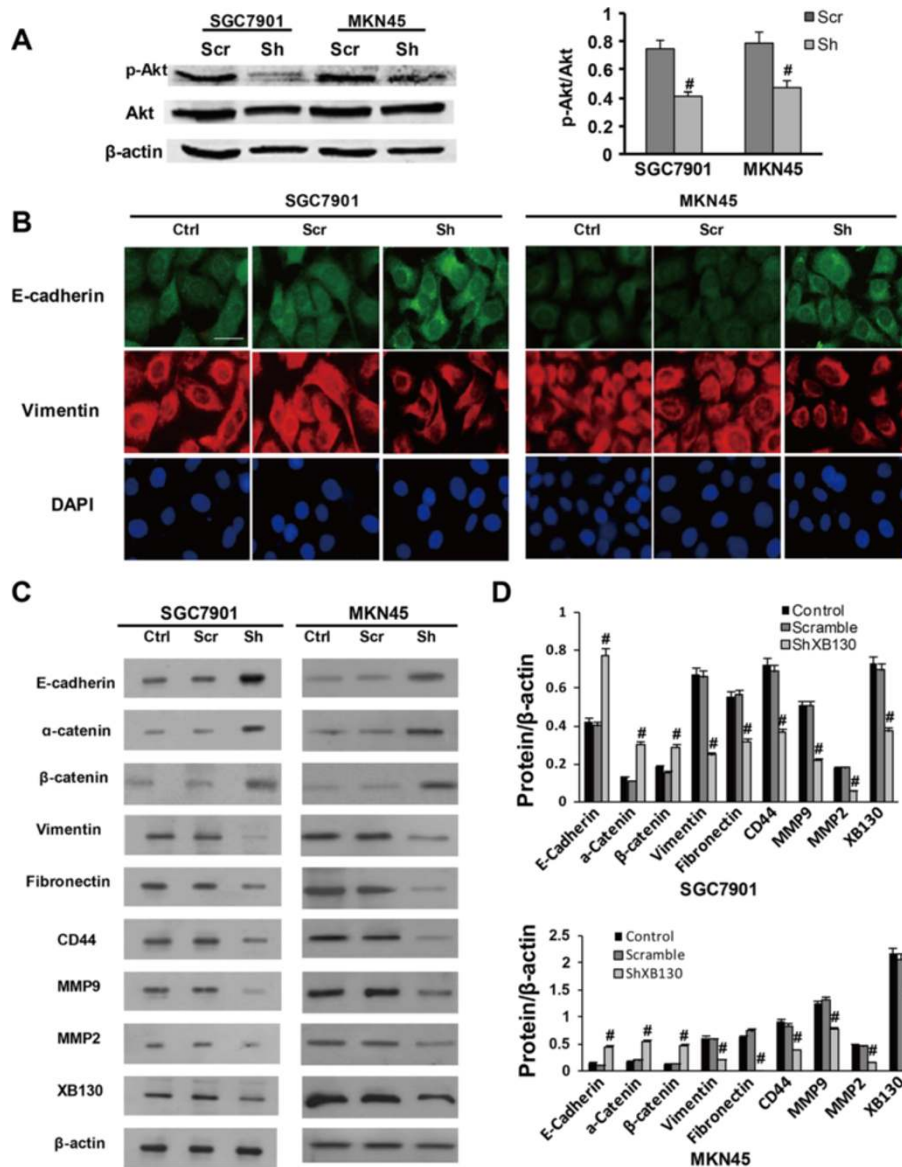 A
SGC7901 MKN45
Scr Sh Scr Sh
p-Akt
Akt
β-actin
p-Akt/Akt
1
0.8
0.6
0.4
0.2
0
Scr
Sh
#
#
SGC7901 MKN45
B
SGC7901 MKN45
Ctrl Scr Sh Ctrl Scr Sh
E-cadherin
Vimentin
DAPI
C
SGC7901 MKN45
Ctrl Scr Sh Ctrl Scr Sh
E-cadherin
α-catenin
β-catenin
Vimentin
Fibronectin
CD44
MMP9
MMP2
XB130
β-actin
D
Protein/β-actin
1
0.8
0.6
0.4
0.2
0
Control
Scramble
ShXB130
# # # # # # # # #
E-Cadherin
a-Catenin
β-catenin
Vimentin
Fibronectin
CD44
MMP9
MMP2
XB130
SGC7901
Protein/β-actin
2.5
2
1.5
1
0.5
0
Control
Scramble
ShXB130
# # # # # # # #
E-Cadherin
a-Catenin
β-catenin
Vimentin
Fibronectin
CD44
MMP9
MMP2
XB130
MKN45